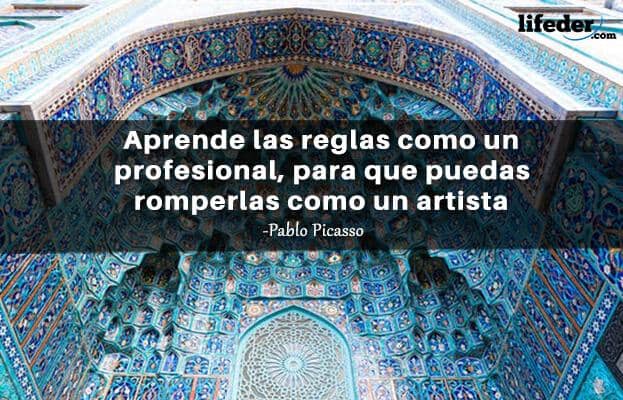 lifeder
.com
Aprende las reglas como un
profesional, para que puedas
romperlas como un artista
-Pablo Picasso